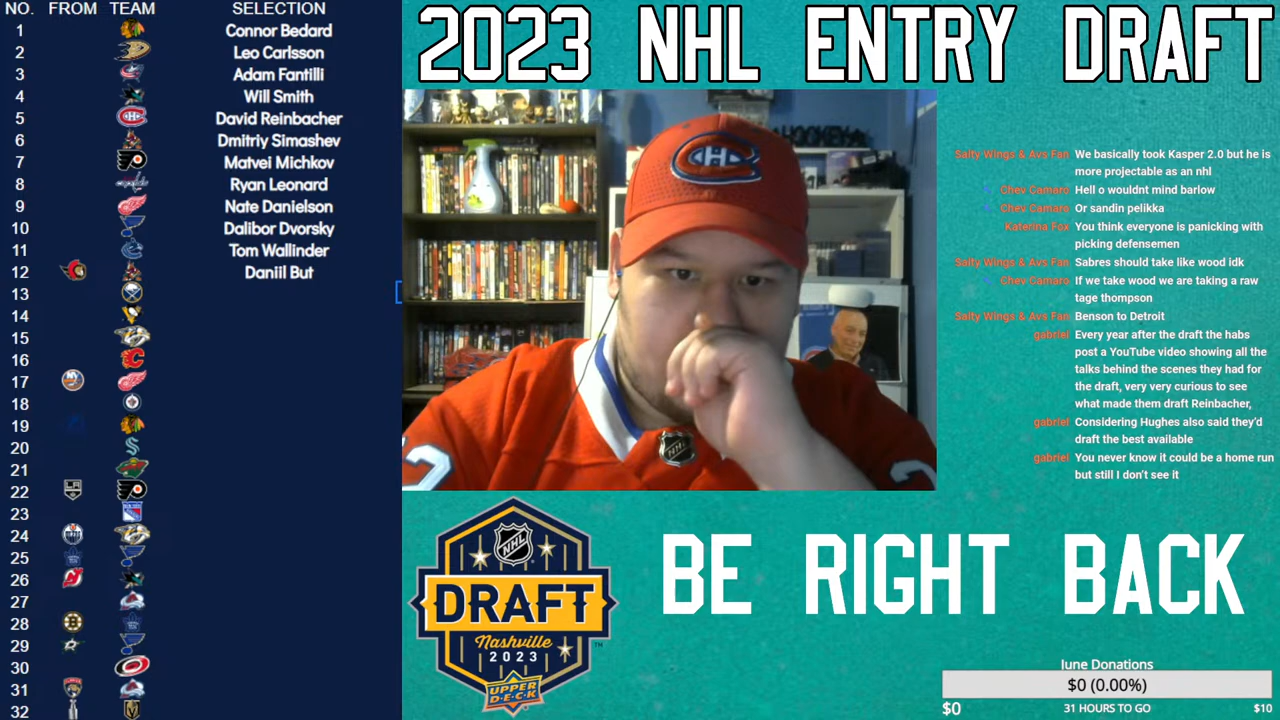 NO. FROM TEAM SELECTION
1 Connor Bedard
2 Leo Carlsson
3 Adam Fantilli
4 Will Smith
5 David Reinbacher
6 Dmitriy Simashev
7 Matvei Michkov
8 Ryan Leonard
9 Nate Danielson
10 Dalibor Dvorsky
11 Tom Wallinder
12 Daniil But
13
14
15
16
17
18
19
20
21
22
23
24
25
26
27
28
29
30
31
32
2023 NHL ENTRY DRAFT
HOCKEY
NHL
Salty Wings & Avs Fan We basically took Kasper 2.0 but he is
more projectable as an nhl
Chev Camaro Hell o wouldnt mind barlow
Chev Camaro Or sandin pelikka
Katerina Fox You think everyone is panicking with
picking defensemen
Salty Wings & Avs Fan Sabres should take like wood idk
Chev Camaro If we take wood we are taking a raw
tage thompson
Salty Wings & Avs Fan Benson to Detroit
gabriel Every year after the draft the habs
post a YouTube video showing all the
talks behind the scenes they had for
the draft, very very curious to see
what made them draft Reinbacher,
gabriel Considering Hughes also said they'd
draft the best available
gabriel You never know it could be a home run
but still I don't see it
NHL
DRAFT
Nashville
2023
UPPER
DECK
BE RIGHT BACK
June Donations
$0 (0.00%)
$0 31 HOURS TO GO $10